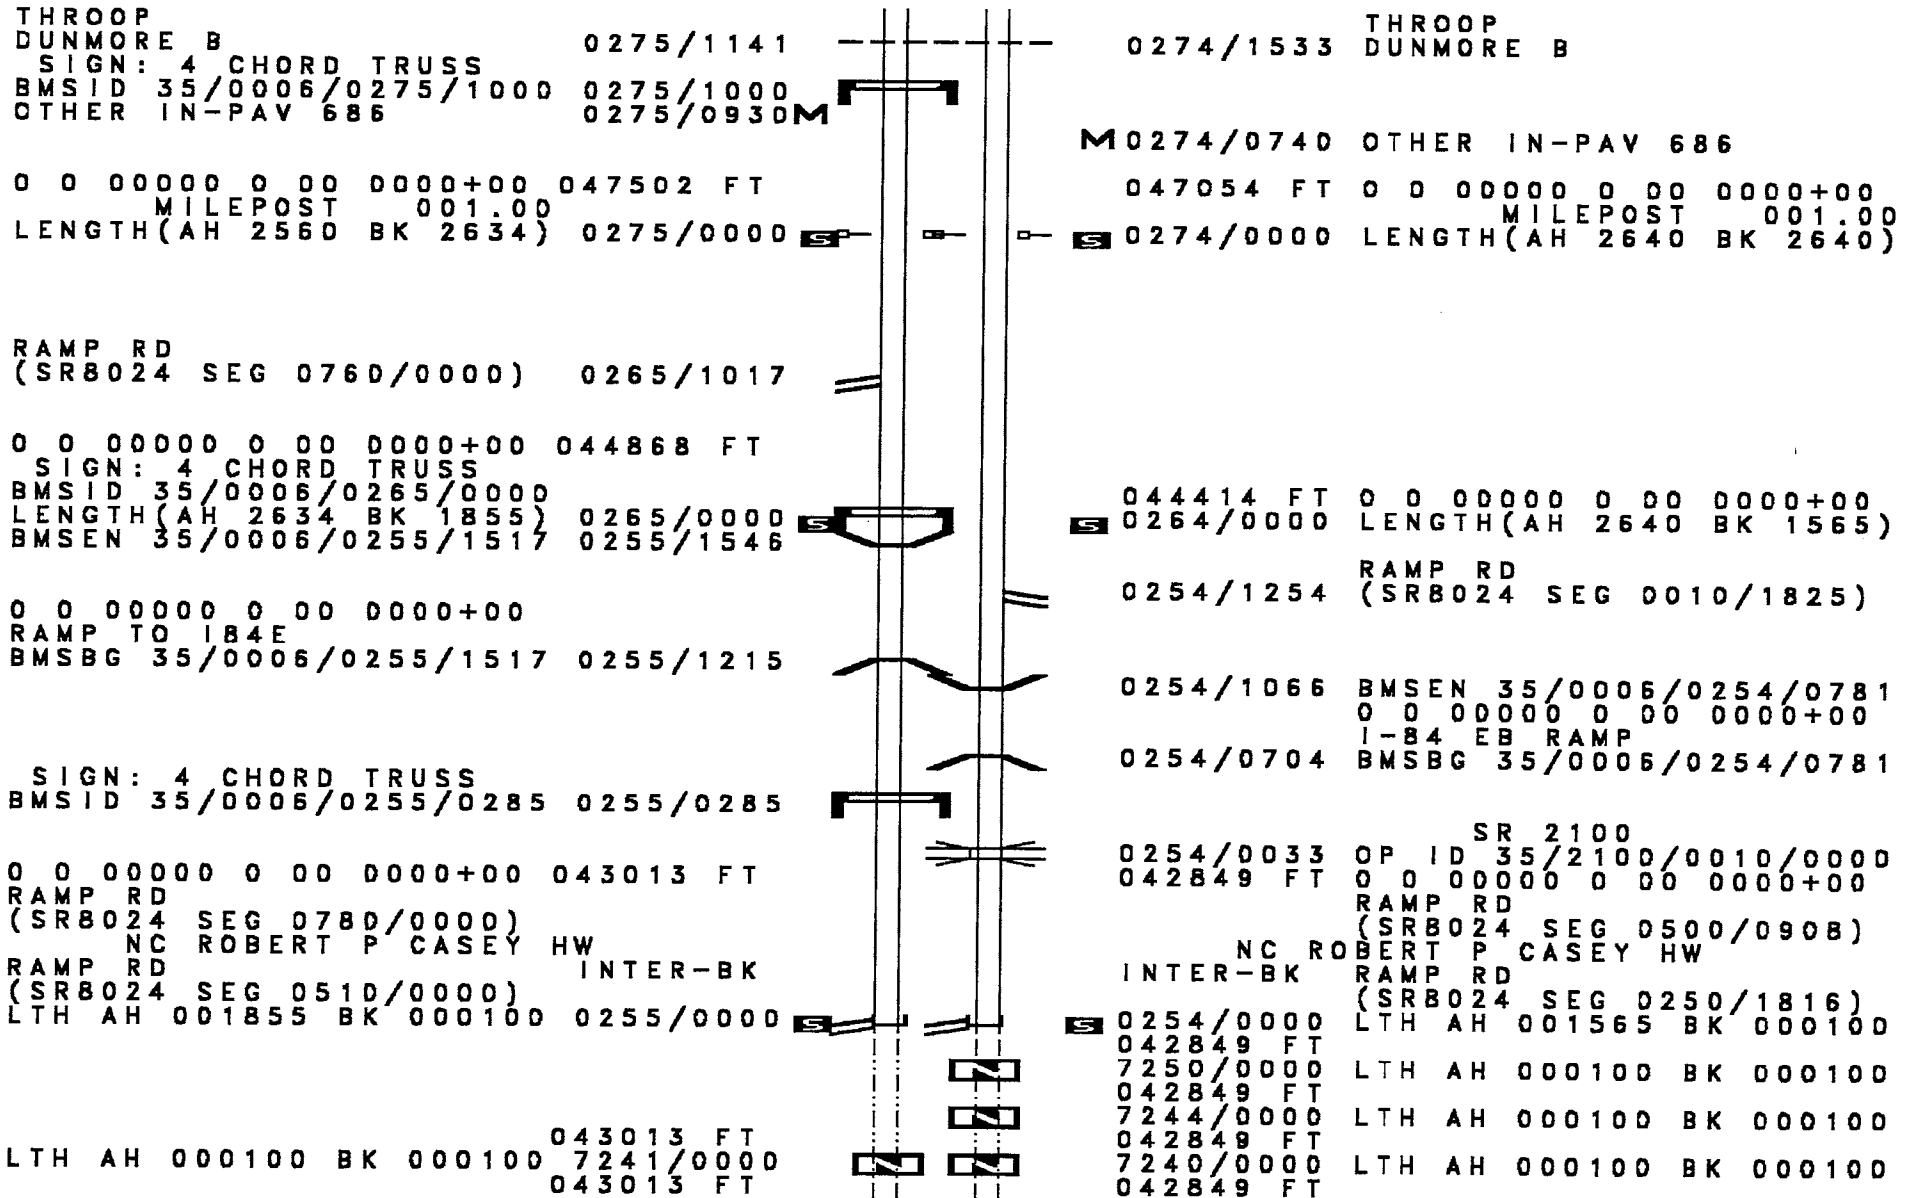 THROOP
DUNMORE B 0275/1141
SIGN: 4 CHORD TRUSS
BMSID 35/0006/0275/1000 0275/1000
OTHER IN-PAV 686 0275/0930 M
0 0 00000 0 00 0000+00 047502 FT
MILEPOST 001.00
LENGTH(AH 2560 BK 2634) 0275/0000 S
RAMP RD
(SR8024 SEG 0760/0000) 0265/1017
0 0 00000 0 00 0000+00 044868 FT
SIGN: 4 CHORD TRUSS
BMSID 35/0006/0265/0000
LENGTH(AH 2634 BK 1855) 0265/0000 S
BMSEN 35/0006/0255/1517 0255/1546
0 0 00000 0 00 0000+00
RAMP TO I84E
BMSBG 35/0006/0255/1517 0255/1215
SIGN: 4 CHORD TRUSS
BMSID 35/0006/0255/0285 0255/0285
0 0 00000 0 00 0000+00 043013 FT
RAMP RD
(SR8024 SEG 0780/0000)
NC ROBERT P CASEY HW
RAMP RD INTER-BK
(SR8024 SEG 0510/0000)
LTH AH 001855 BK 000100 0255/0000 S
043013 FT
LTH AH 000100 BK 000100 7241/0000
043013 FT
THROOP
0274/1533 DUNMORE B
M 0274/0740 OTHER IN-PAV 686
047054 FT 0 0 00000 0 00 0000+00
MILEPOST 001.00
S 0274/0000 LENGTH(AH 2640 BK 2640)
044414 FT 0 0 00000 0 00 0000+00
S 0264/0000 LENGTH(AH 2640 BK 1565)
RAMP RD
0254/1254 (SR8024 SEG 0010/1825)
0254/1066 BMSEN 35/0006/0254/0781
0 0 00000 0 00 0000+00
I-84 EB RAMP
0254/0704 BMSBG 35/0006/0254/0781
SR 2100
0254/0033 OP ID 35/2100/0010/0000
042849 FT 0 0 00000 0 00 0000+00
RAMP RD
(SR8024 SEG 0500/0908)
NC ROBERT P CASEY HW
INTER-BK RAMP RD
(SR8024 SEG 0250/1816)
S 0254/0000 LTH AH 001565 BK 000100
042849 FT
7250/0000 LTH AH 000100 BK 000100
042849 FT
7244/0000 LTH AH 000100 BK 000100
042849 FT
7240/0000 LTH AH 000100 BK 000100
042849 FT